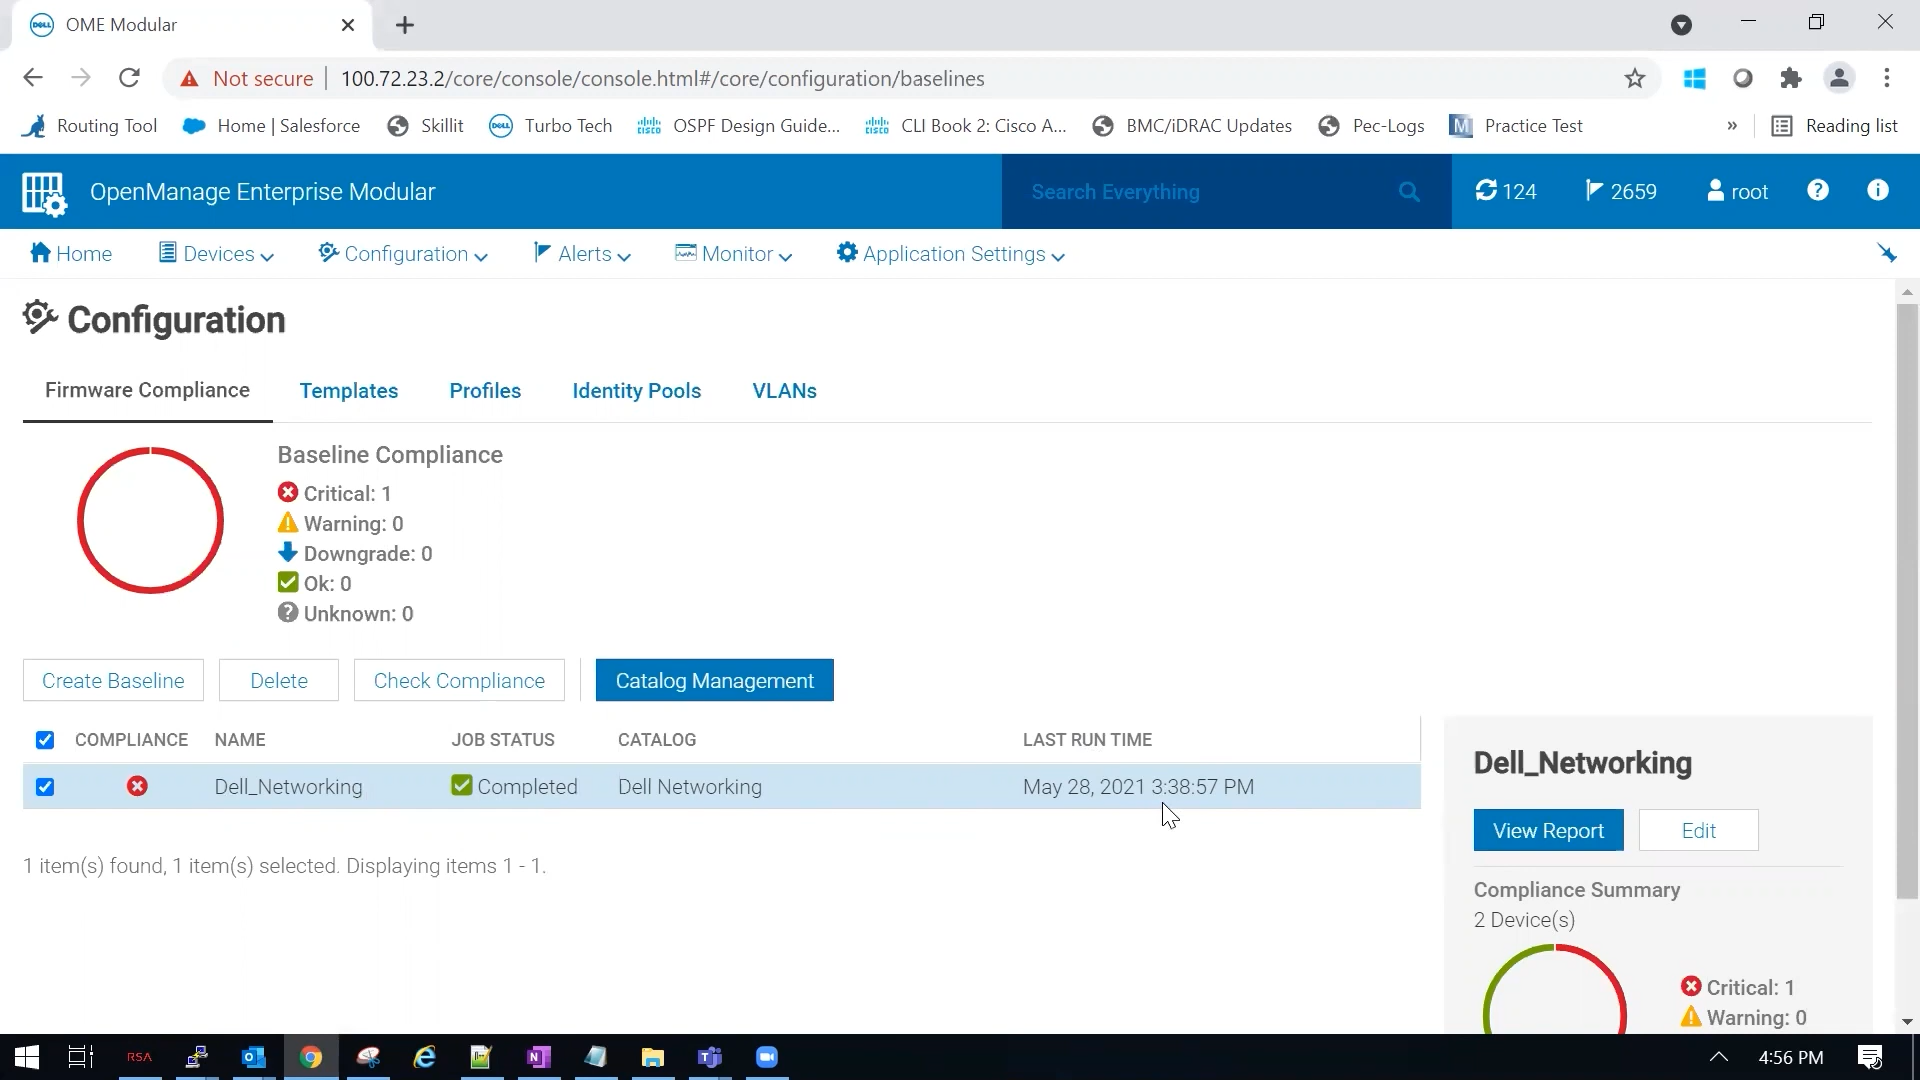 DELL OME Modular
Not secure 100.72.23.2/core/console/console.html#/core/configuration/baselines
Routing Tool Home | Salesforce Skillit DELL Turbo Tech cisco OSPF Design Guide... cisco CLI Book 2: Cisco A... BMC/iDRAC Updates Pec-Logs M Practice Test » Reading list
OpenManage Enterprise Modular Search Everything 124 2659 root ? i
Home Devices Configuration Alerts Monitor Application Settings
Configuration
Firmware Compliance Templates Profiles Identity Pools VLANs
Baseline Compliance
Critical: 1
Warning: 0
Downgrade: 0
Ok: 0
Unknown: 0
Create Baseline Delete Check Compliance Catalog Management
COMPLIANCE NAME JOB STATUS CATALOG LAST RUN TIME
Dell_Networking Completed Dell Networking May 28, 2021 3:38:57 PM
1 item(s) found, 1 item(s) selected. Displaying items 1 - 1.
Dell_Networking
View Report Edit
Compliance Summary
2 Device(s)
Critical: 1
Warning: 0
RSA 4:56 PM